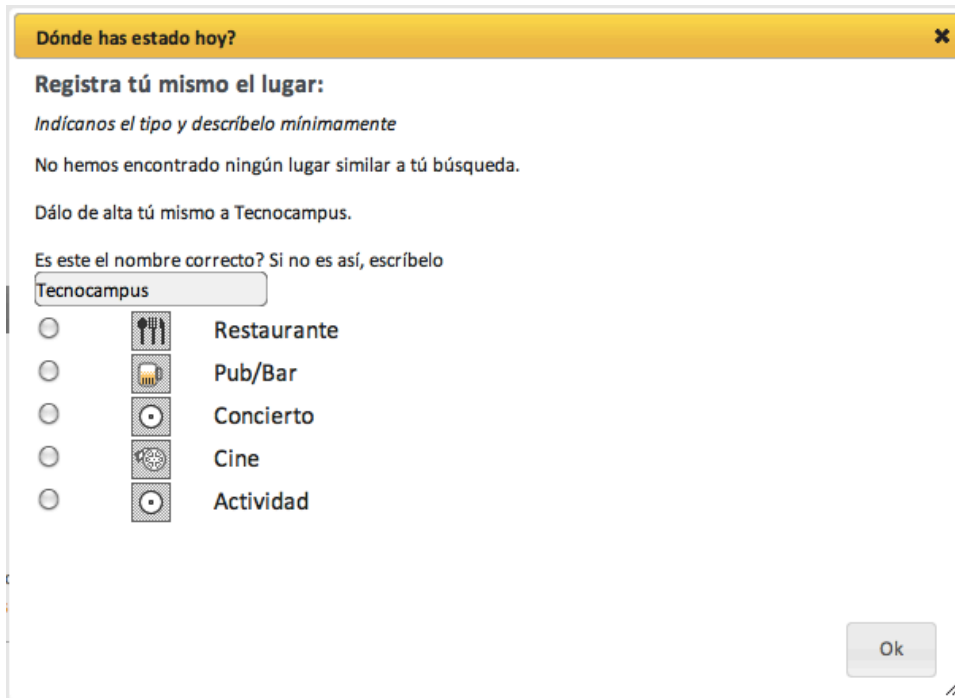 Dónde has estado hoy?
Registra tú mismo el lugar:
Indícanos el tipo y descríbelo mínimamente
No hemos encontrado ningún lugar similar a tú búsqueda.
Dálo de alta tú mismo a Tecnocampus.
Es este el nombre correcto? Si no es así, escríbelo
Tecnocampus
Restaurante
Pub/Bar
Concierto
Cine
Actividad
Ok